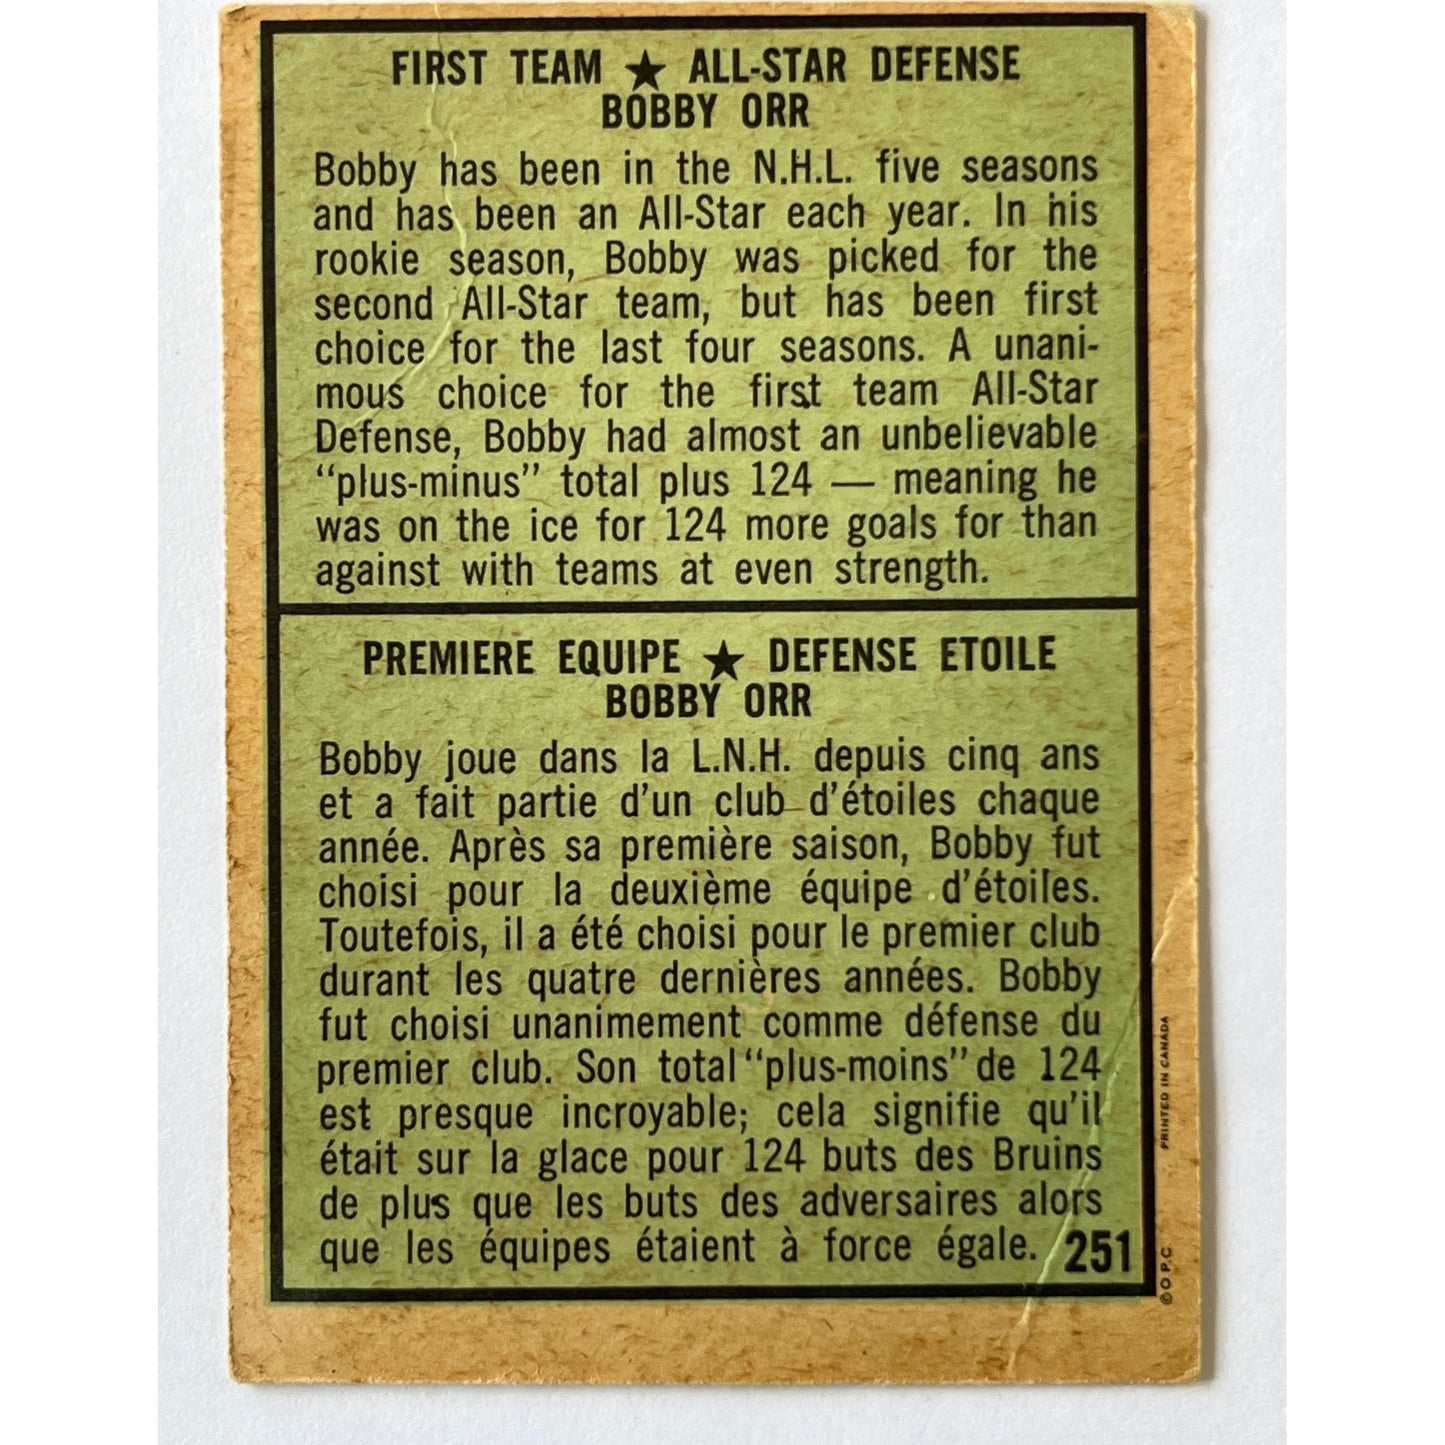 FIRST TEAM ★ ALL-STAR DEFENSE
BOBBY ORR
Bobby has been in the N.H.L. five seasons
and has been an All-Star each year. In his
rookie season, Bobby was picked for the
second All-Star team, but has been first
choice for the last four seasons. A unani-
mous choice for the first team All-Star
Defense, Bobby had almost an unbelievable
“plus-minus” total plus 124 — meaning he
was on the ice for 124 more goals for than
against with teams at even strength.
PREMIERE EQUIPE ★ DEFENSE ETOILE
BOBBY ORR
Bobby joue dans la L.N.H. depuis cinq ans
et a fait partie d’un club d’étoiles chaque
année. Après sa première saison, Bobby fut
choisi pour la deuxième équipe d’étoiles.
Toutefois, il a été choisi pour le premier club
durant les quatre dernières années. Bobby
fut choisi unanimement comme défense du
premier club. Son total “plus-moins” de 124
est presque incroyable; cela signifie qu’il
était sur la glace pour 124 buts des Bruins
de plus que les buts des adversaires alors
que les équipes étaient à force égale. 251
© O.P.C. PRINTED IN CANADA